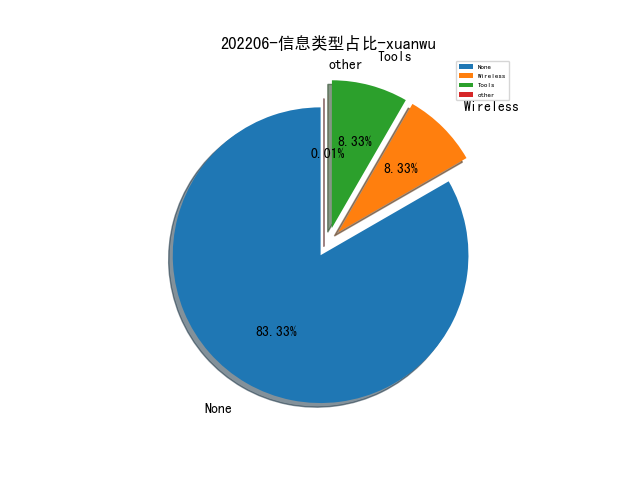 202206-信息类型占比-xuanwu
Tools
other
None
Wireless
Tools
other
Wireless
8.33%
0.01%
8.33%
83.33%
None